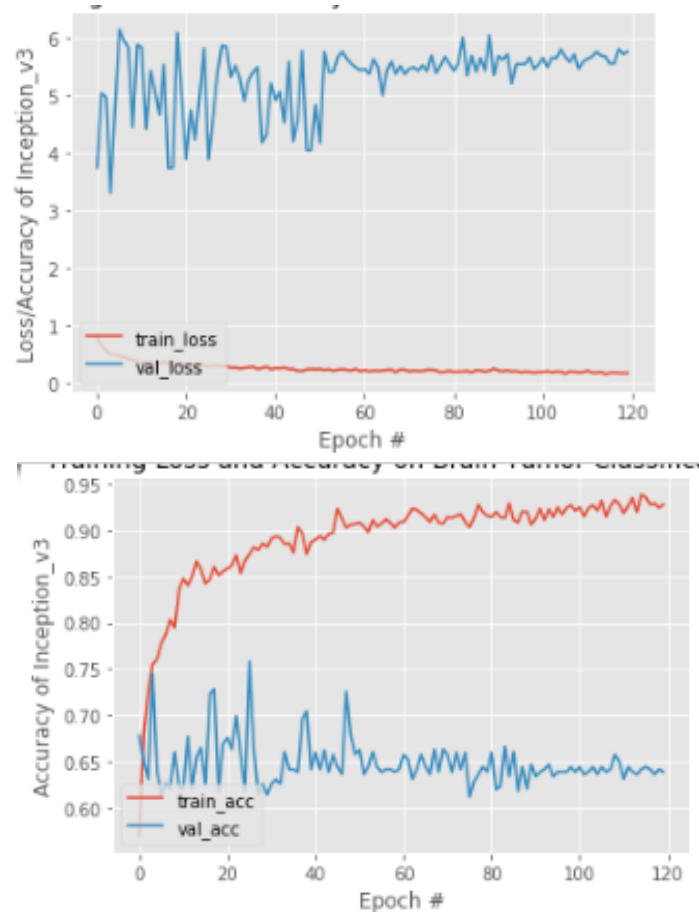 6
5
4
3
2
1
0
Loss/Accuracy of Inception_v3
train_loss
val_loss
0 20 40 60 80 100 120
Epoch #
Training Loss and Accuracy on Brain Tumor
0.95
0.90
0.85
0.80
0.75
0.70
0.65
0.60
Accuracy of Inception_v3
train_acc
val_acc
0 20 40 60 80 100 120
Epoch #